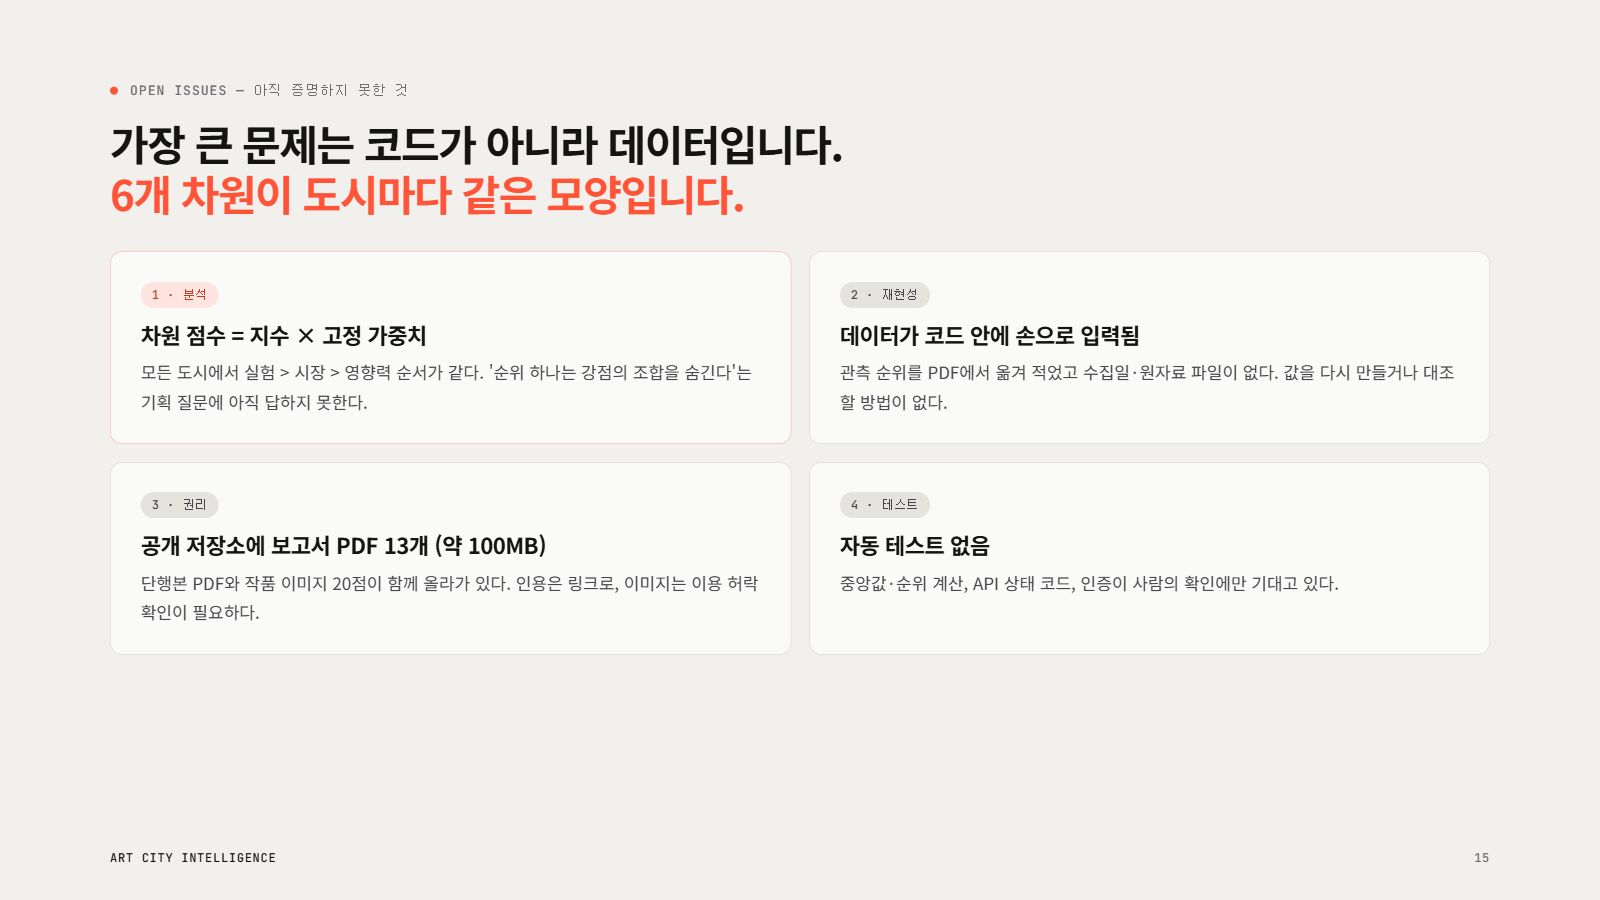 OPEN ISSUES — 아직 증명하지 못한 것
가장 큰 문제는 코드가 아니라 데이터입니다.
6개 차원이 도시마다 같은 모양입니다.
1 · 분석
차원 점수 = 지수 × 고정 가중치
모든 도시에서 실험 > 시장 > 영향력 순서가 같다. '순위 하나는 강점의 조합을 숨긴다'는
기획 질문에 아직 답하지 못한다.
2 · 재현성
데이터가 코드 안에 손으로 입력됨
관측 순위를 PDF에서 옮겨 적었고 수집일·원자료 파일이 없다. 값을 다시 만들거나 대조
할 방법이 없다.
3 · 권리
공개 저장소에 보고서 PDF 13개 (약 100MB)
단행본 PDF와 작품 이미지 20점이 함께 올라가 있다. 인용은 링크로, 이미지는 이용 허락
확인이 필요하다.
4 · 테스트
자동 테스트 없음
중앙값·순위 계산, API 상태 코드, 인증이 사람의 확인에만 기대고 있다.
ART CITY INTELLIGENCE
15